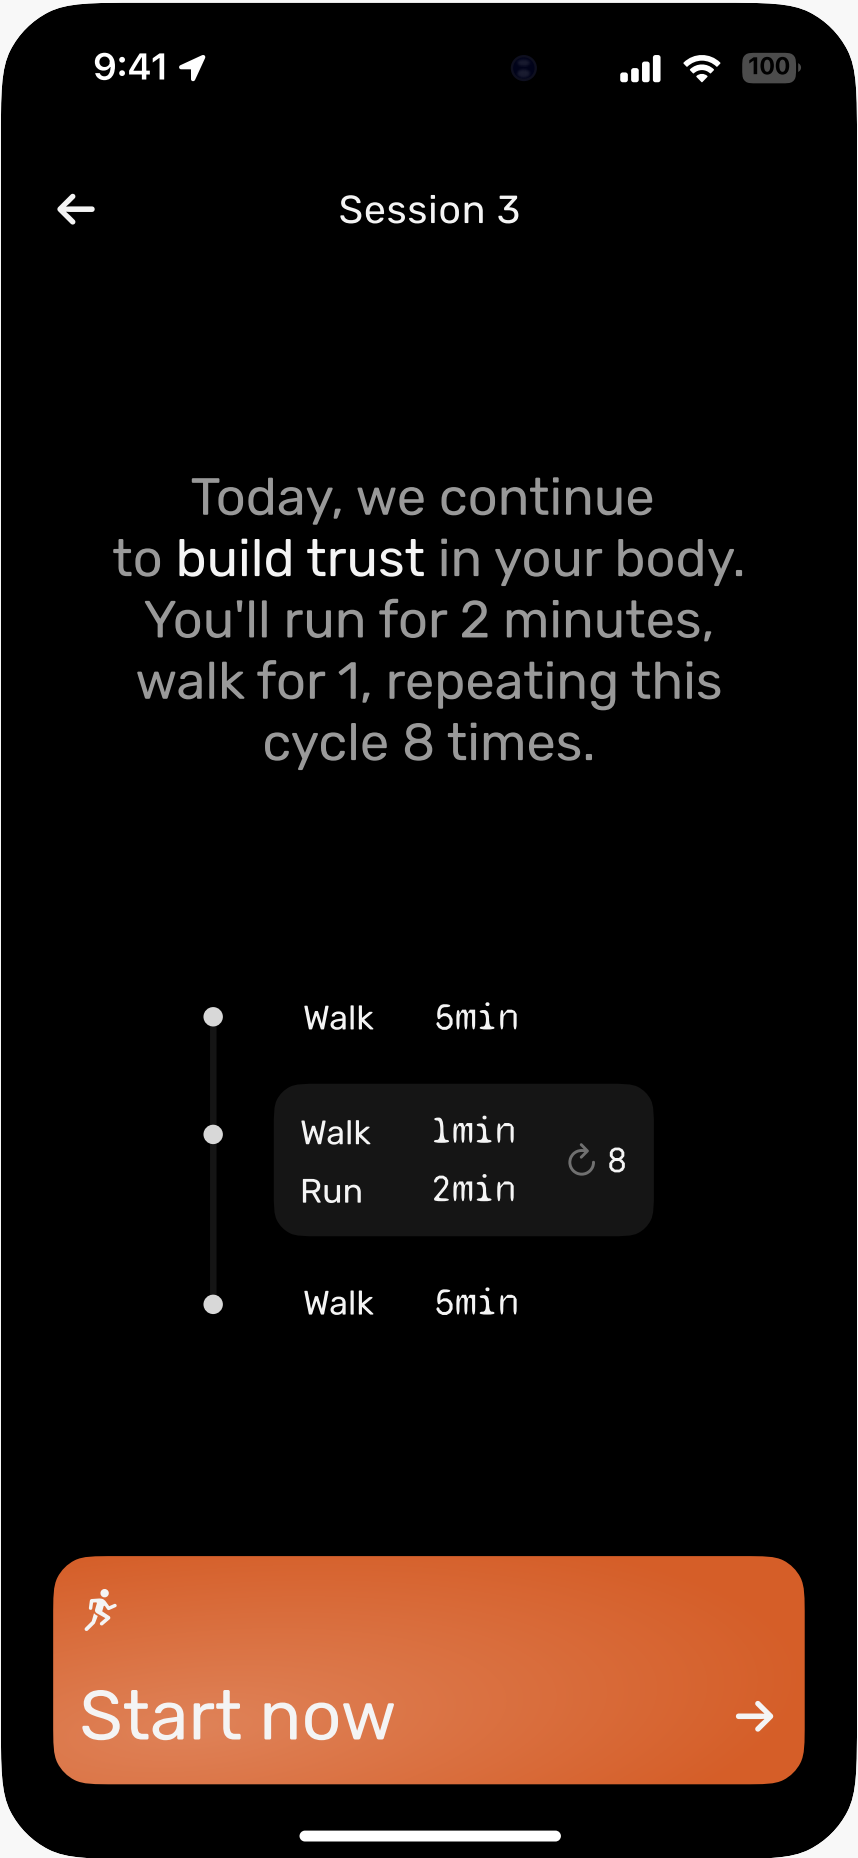 9:41
100
Session 3
Today, we continue
to build trust in your body.
You'll run for 2 minutes,
walk for 1, repeating this
cycle 8 times.
Walk 5min
Walk 1min
8
Run 2min
Walk 5min
Start now